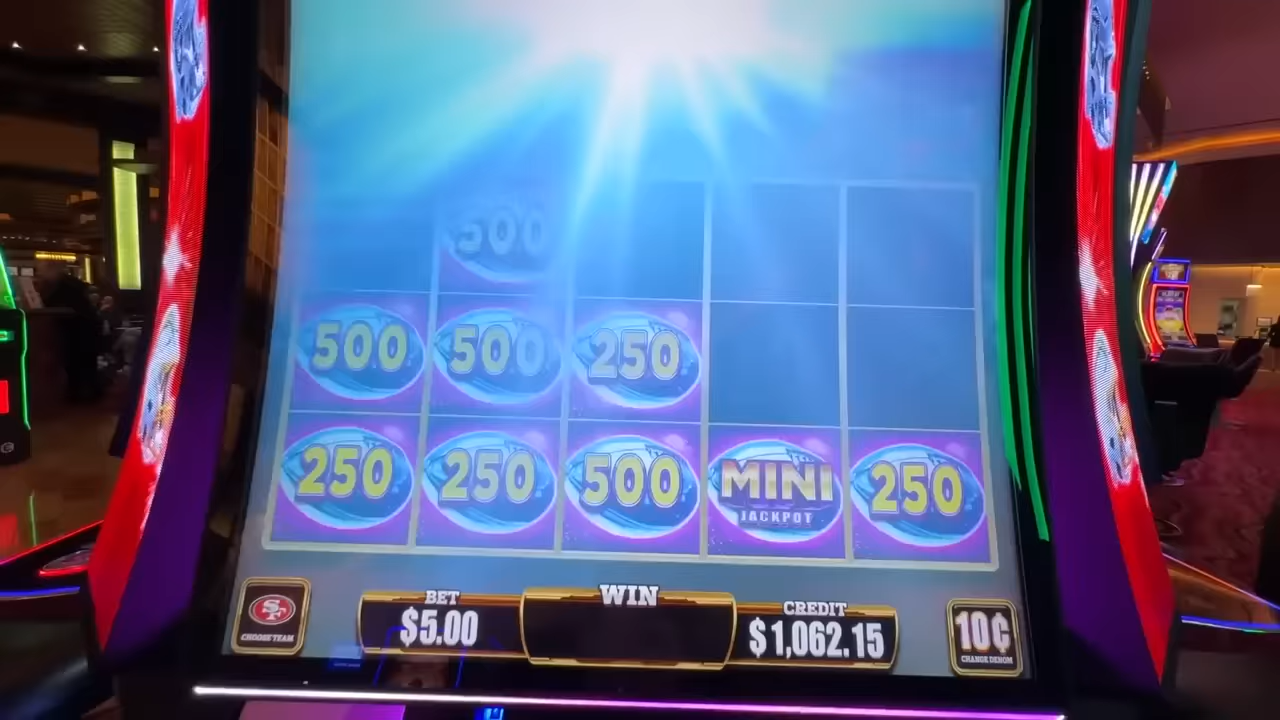 500
500 500 250
250 250 500 MINI 250
JACKPOT
SF
CHOOSE TEAM
BET
$5.00
WIN
CREDIT
$1,062.15
10¢
CHANGE DENOM